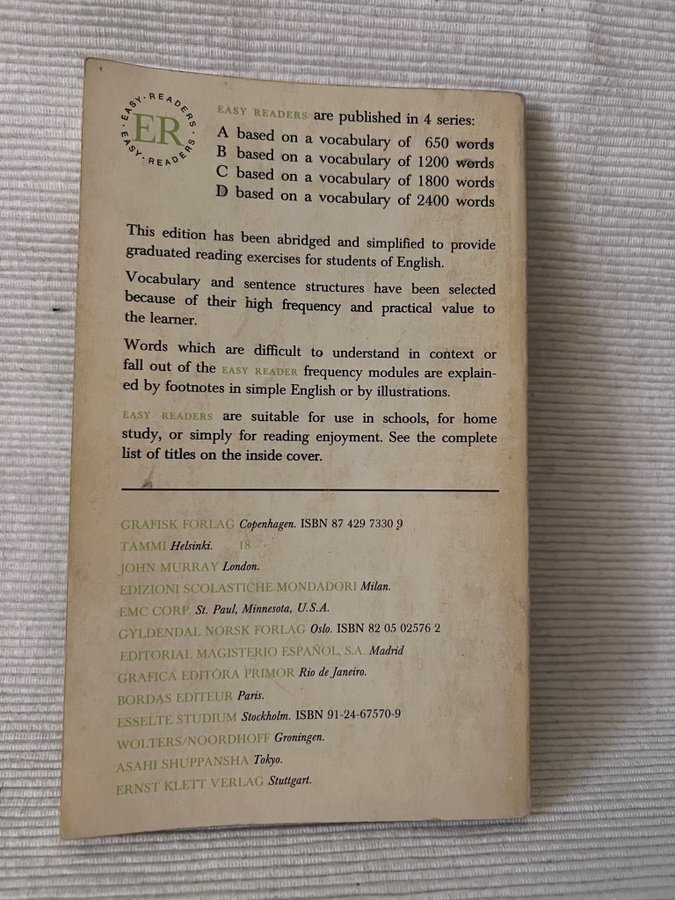 · EASY · READERS · EASY · READERS
ER
EASY READERS are published in 4 series:
A based on a vocabulary of 650 words
B based on a vocabulary of 1200 words
C based on a vocabulary of 1800 words
D based on a vocabulary of 2400 words
This edition has been abridged and simplified to provide
graduated reading exercises for students of English.
Vocabulary and sentence structures have been selected
because of their high frequency and practical value to
the learner.
Words which are difficult to understand in context or
fall out of the EASY READER frequency modules are explain-
ed by footnotes in simple English or by illustrations.
EASY READERS are suitable for use in schools, for home
study, or simply for reading enjoyment. See the complete
list of titles on the inside cover.
GRAFISK FORLAG Copenhagen. ISBN 87 429 7330 9
TAMMI Helsinki. 18
JOHN MURRAY London.
EDIZIONI SCOLASTICHE MONDADORI Milan.
EMC CORP. St. Paul, Minnesota, U.S.A.
GYLDENDAL NORSK FORLAG Oslo. ISBN 82 05 02576 2
EDITORIAL MAGISTERIO ESPAÑOL, S.A. Madrid
GRAFICA EDITÔRA PRIMOR Rio de Janeiro.
BORDAS EDITEUR Paris.
ESSELTE STUDIUM Stockholm. ISBN 91-24-67570-9
WOLTERS/NOORDHOFF Groningen.
ASAHI SHUPPANSHA Tokyo.
ERNST KLETT VERLAG Stuttgart.